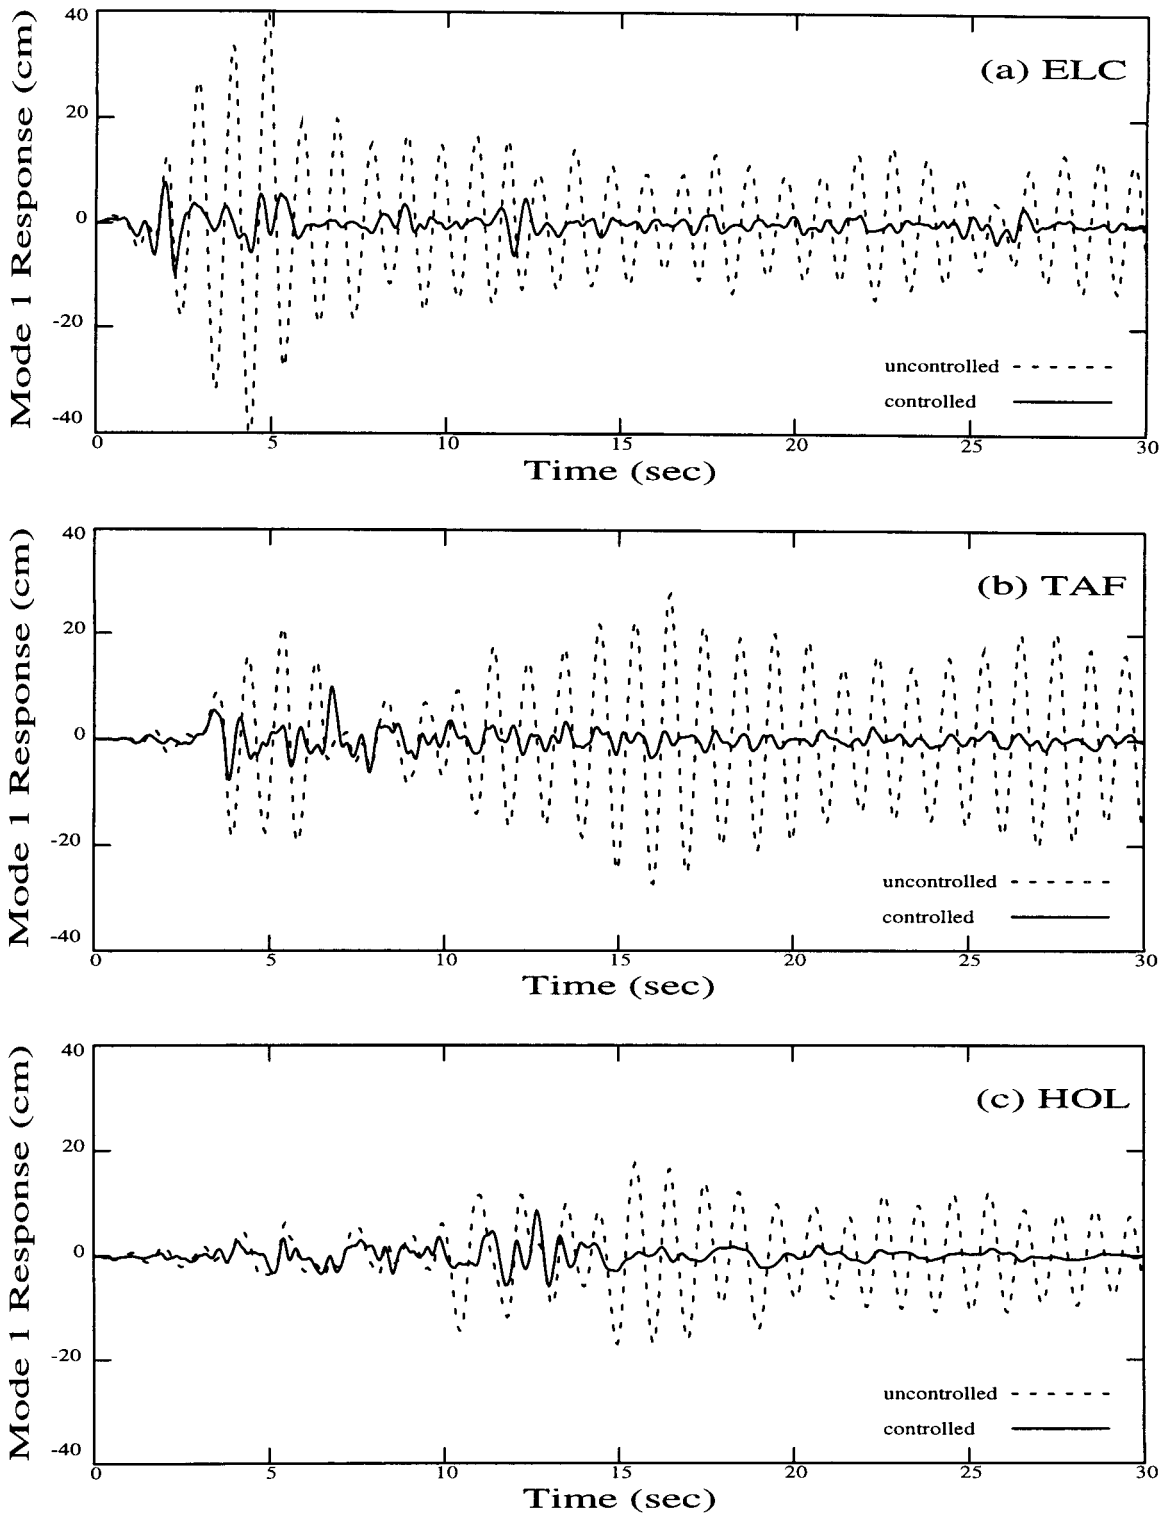 40
20
0
-20
-40
Mode 1 Response (cm)
(a) ELC
uncontrolled
controlled
0 5 10 15 20 25 30
Time (sec)
40
20
0
-20
-40
Mode 1 Response (cm)
(b) TAF
uncontrolled
controlled
0 5 10 15 20 25 30
Time (sec)
40
20
0
-20
-40
Mode 1 Response (cm)
(c) HOL
uncontrolled
controlled
0 5 10 15 20 25 30
Time (sec)